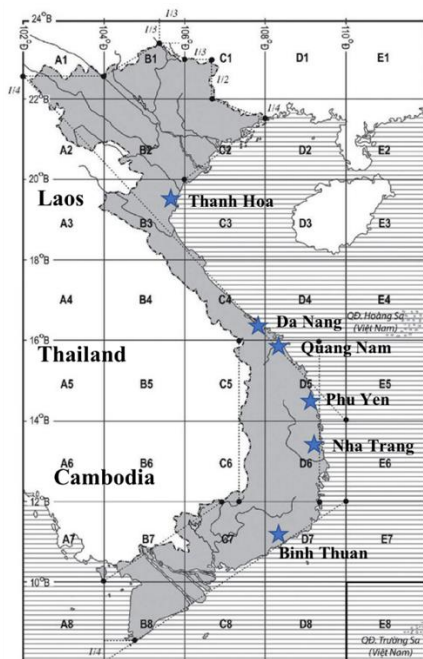 24°B
102°Đ
104°Đ
1/3
108°Đ
110°Đ
1/3
A1
B1
1/3
C1
D1
E1
1/4
1/2
22°B
1/4
A2
B2
C2
D2
E2
20°B
Laos
Thanh Hoa
A3
B3
C3
D3
E3
18°B
A4
B4
C4
D4
E4
Da Nang
QĐ. Hoàng Sa
(Việt Nam)
16°B
Thailand
Quang Nam
A5
B5
C5
D5
E5
Phu Yen
14°B
Nha Trang
A6
B6
C6
D6
E6
Cambodia
12°B
A7
B7
C7
D7
E7
Binh Thuan
10°B
A8
B8
C8
D8
E8
1/4
QĐ. Trường Sa
(Việt Nam)